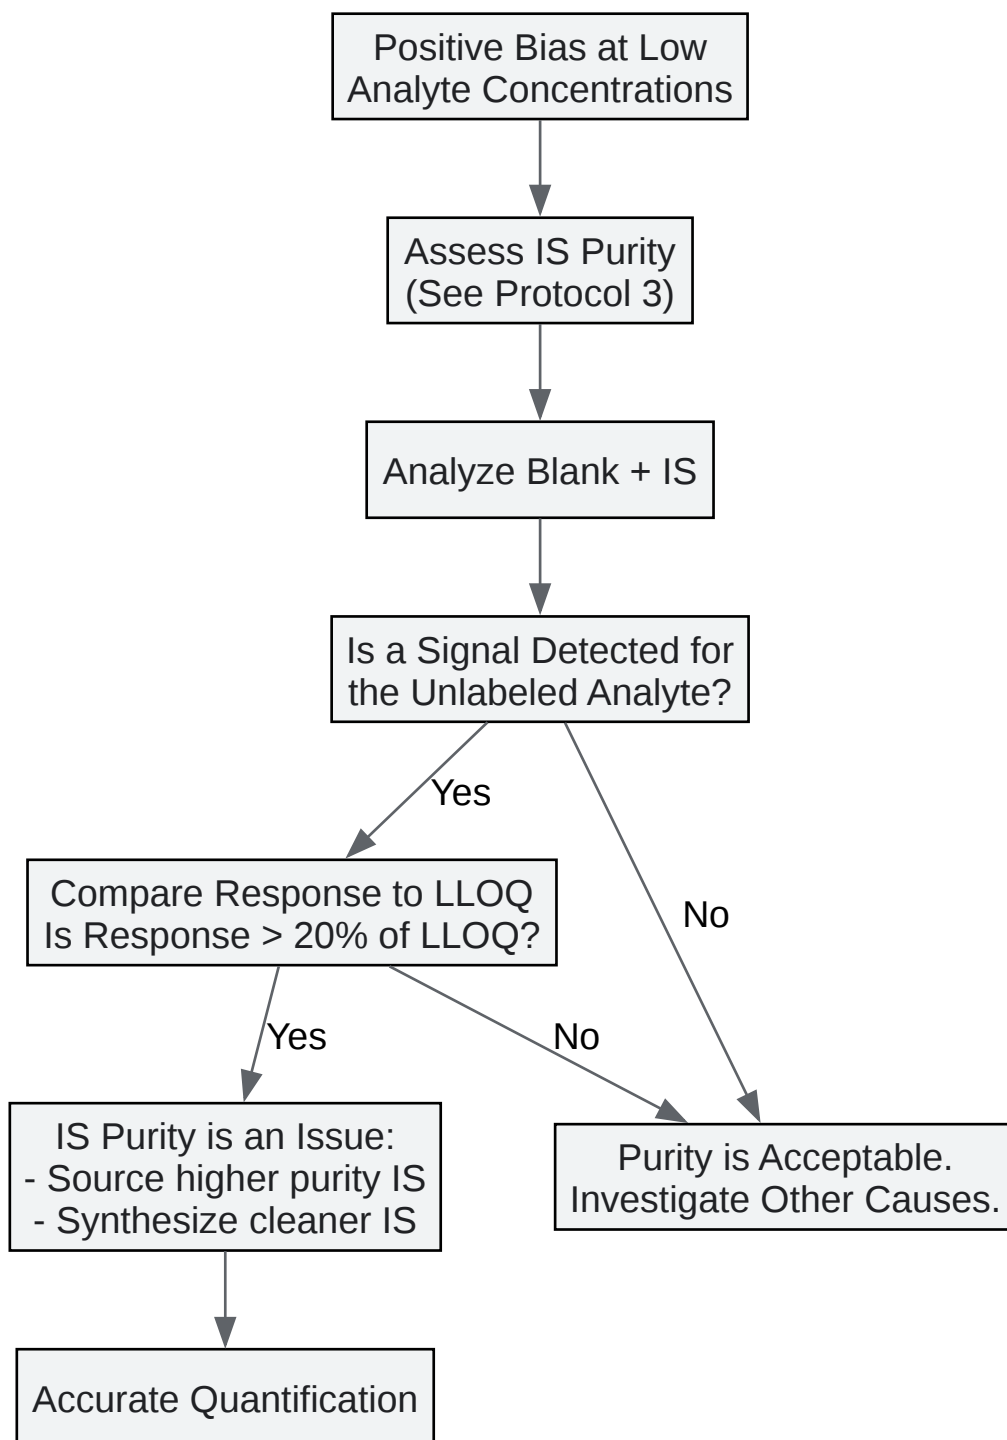 Positive Bias at Low
Analyte Concentrations
Assess IS Purity
(See Protocol 3)
Analyze Blank + IS
Is a Signal Detected for
the Unlabeled Analyte?
Yes
Compare Response to LLOQ
Is Response > 20% of LLOQ?
No
Yes
No
IS Purity is an Issue:
- Source higher purity IS
- Synthesize cleaner IS
Purity is Acceptable.
Investigate Other Causes.
Accurate Quantification